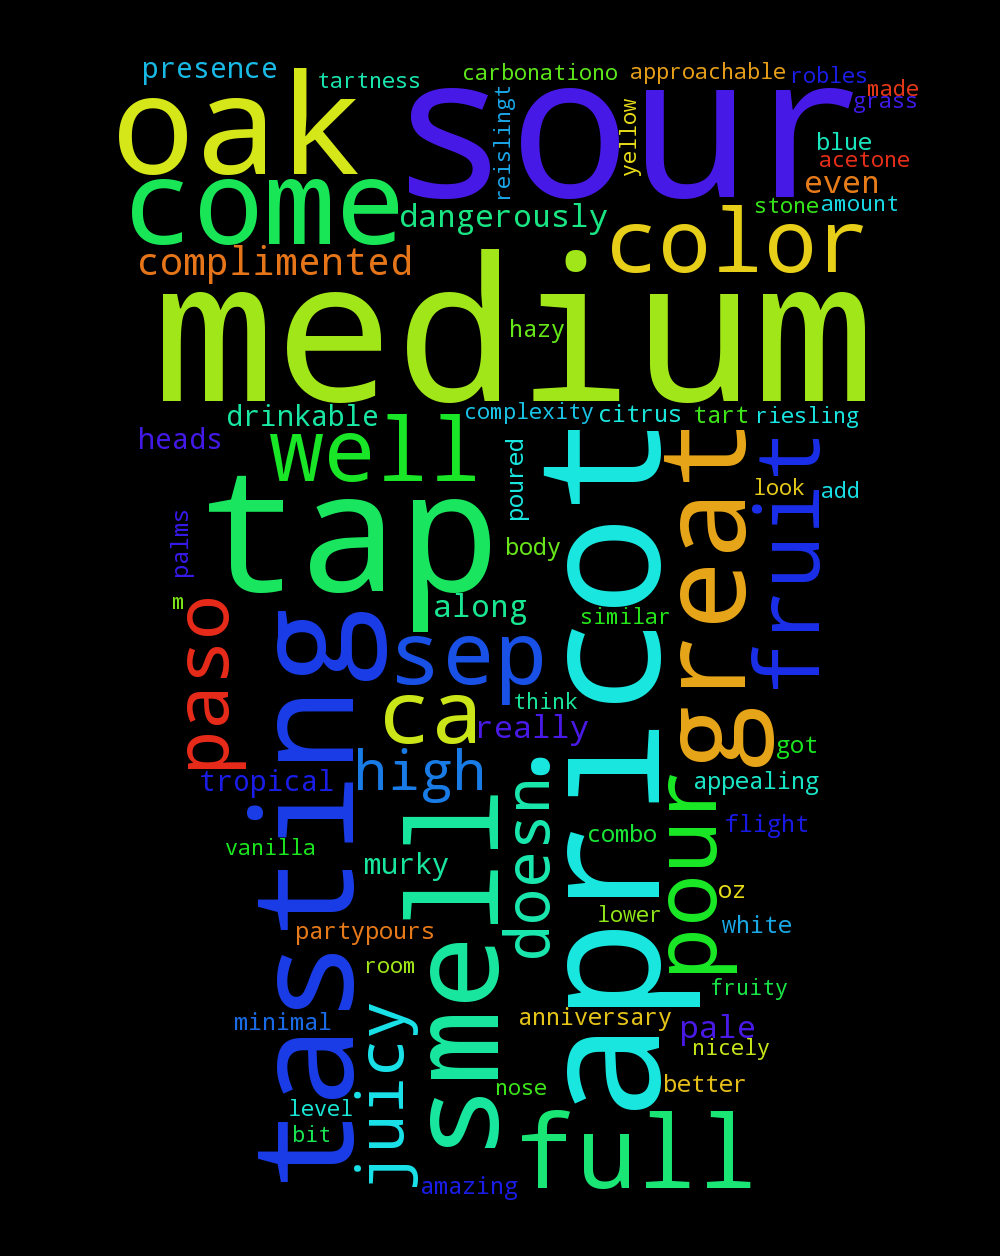 presence
tartness
carbonationo
approachable
robles
made
grass
oak
sour
reislingt
yellow
blue
acetone
even
come
dangerously
stone
amount
color
complimented
medium
hazy
drinkable
complexity
citrus
tart
riesling
heads
well
poured
apricot
great
fruit
look
add
tap
palms
body
m
along
similar
paso
tasting
sep
ca
think
really
got
tropical
high
appealing
smell
doesn
pour
combo
flight
vanilla
murky
oz
lower
white
partypours
room
fruity
minimal
juicy
anniversary
pale
nicely
nose
better
level
bit
full
amazing